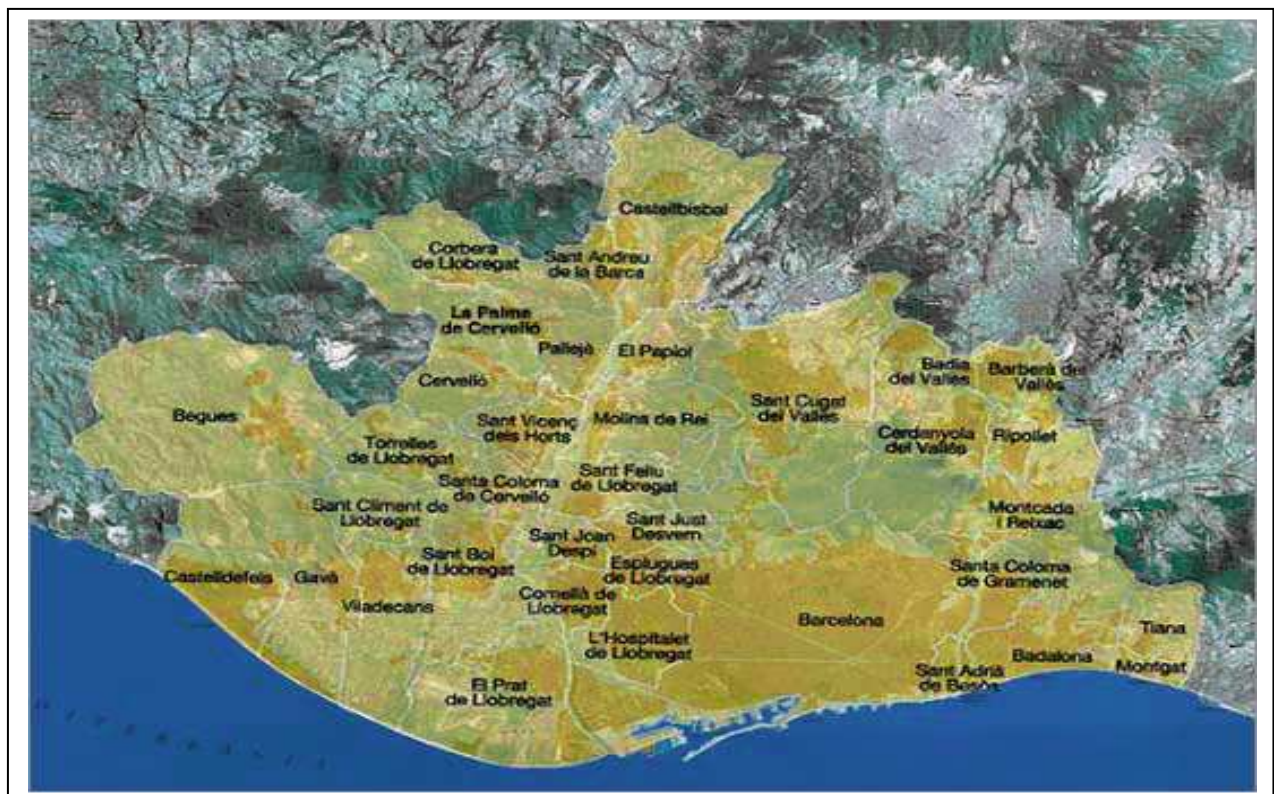 Castellbisbal
Corbera
de Llobregat
Sant Andreu
de la Barca
La Palma
de Cervelló
Pallejà
El Papiol
Cervelló
Badia
del Vallès
Barberà del
Vallès
Begues
Sant Vicenç
dels Horts
Molins de Rei
Sant Cugat
del Vallès
Torrelles
de Llobregat
Cerdanyola
del Vallès
Ripollet
Santa Coloma
de Cervelló
Sant Feliu
de Llobregat
Sant Climent de
Llobregat
Montcada
i Reixac
Sant Joan
Despí
Sant Just
Desvern
Sant Boi
de Llobregat
Esplugues
de Llobregat
Santa Coloma
de Gramenet
Castelldefels
Gavà
Viladecans
Cornellà de
Llobregat
Barcelona
L'Hospitalet
de Llobregat
Tiana
Badalona
Montgat
Sant Adrià
de Besòs
El Prat
de Llobregat